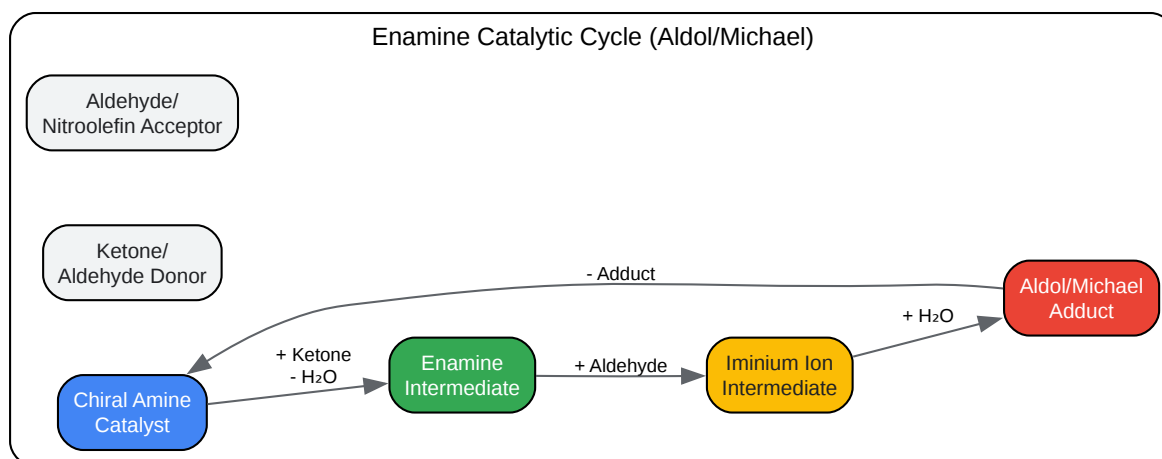 Enamine Catalytic Cycle (Aldol/Michael)
Aldehyde/
Nitroolefin Acceptor
Ketone/
Aldehyde Donor
- Adduct
Aldol/Michael
Adduct
+ H₂O
+ Ketone
- H₂O
Enamine
Intermediate
+ Aldehyde
Iminium Ion
Intermediate
Chiral Amine
Catalyst